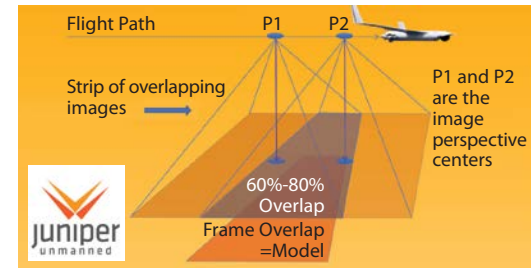 Flight Path
P1
P2
Strip of overlapping
images
P1 and P2
are the
image
perspective
centers
60%-80%
Overlap
Frame Overlap
=Model
juniper
unmanned